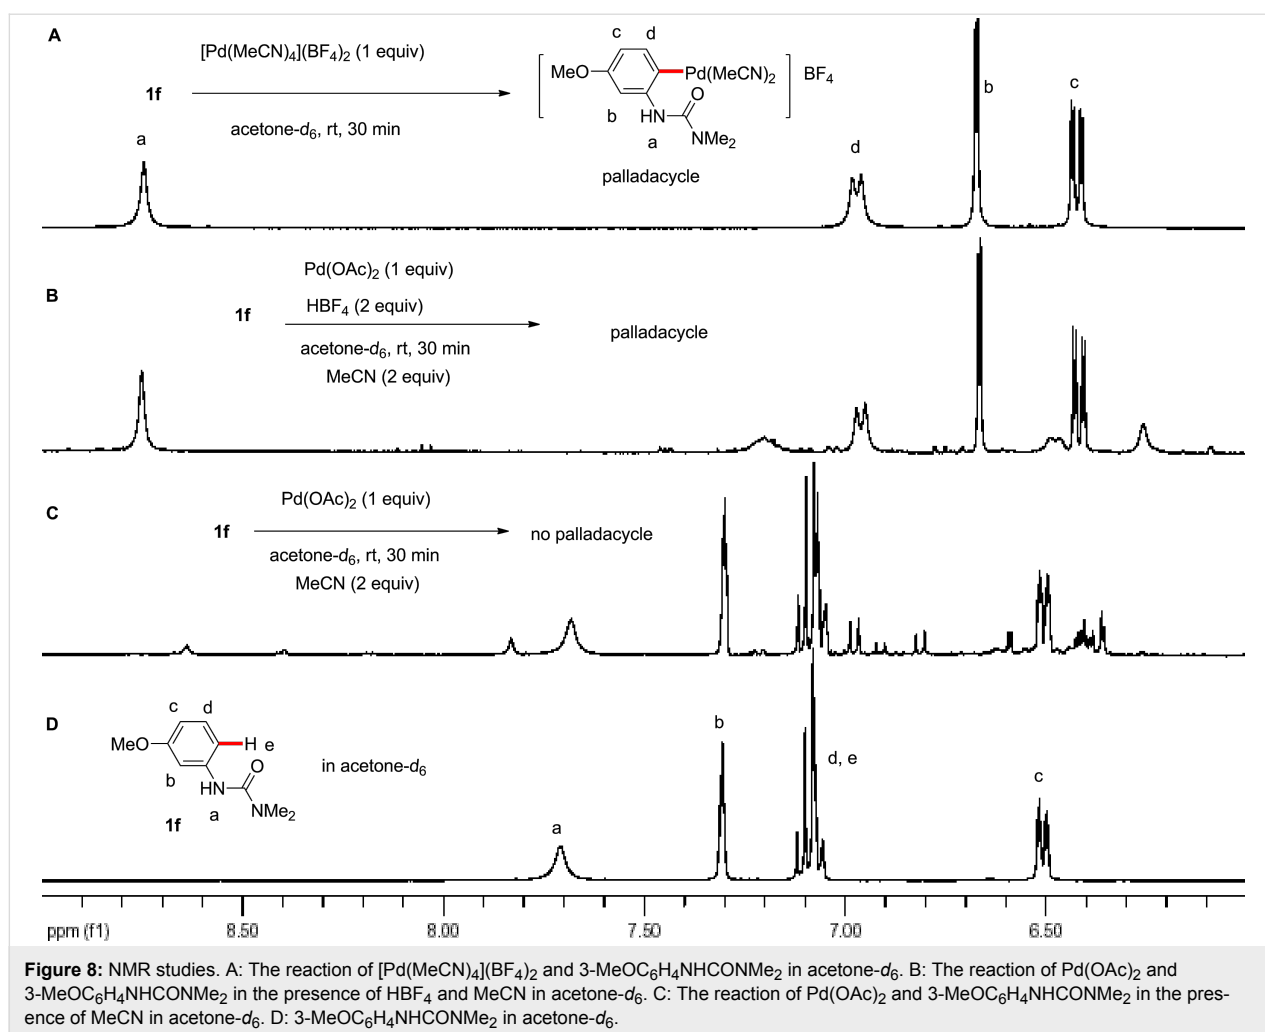 A
[Pd(MeCN)4](BF4)2 (1 equiv)
1f
acetone-d6, rt, 30 min
c
d
MeO
Pd(MeCN)2
BF4
b
HN
O
a
NMe2
palladacycle
a
d
b
c
B
Pd(OAc)2 (1 equiv)
1f
HBF4 (2 equiv)
acetone-d6, rt, 30 min
MeCN (2 equiv)
palladacycle
C
Pd(OAc)2 (1 equiv)
1f
acetone-d6, rt, 30 min
MeCN (2 equiv)
no palladacycle
D
c
d
MeO
H
e
b
HN
O
a
NMe2
1f
in acetone-d6
a
b
d, e
c
ppm (f1)
8.50
8.00
7.50
7.00
6.50
Figure 8: NMR studies. A: The reaction of [Pd(MeCN)4](BF4)2 and 3-MeOC6H4NHCONMe2 in acetone-d6. B: The reaction of Pd(OAc)2 and
3-MeOC6H4NHCONMe2 in the presence of HBF4 and MeCN in acetone-d6. C: The reaction of Pd(OAc)2 and 3-MeOC6H4NHCONMe2 in the pres-
ence of MeCN in acetone-d6. D: 3-MeOC6H4NHCONMe2 in acetone-d6.